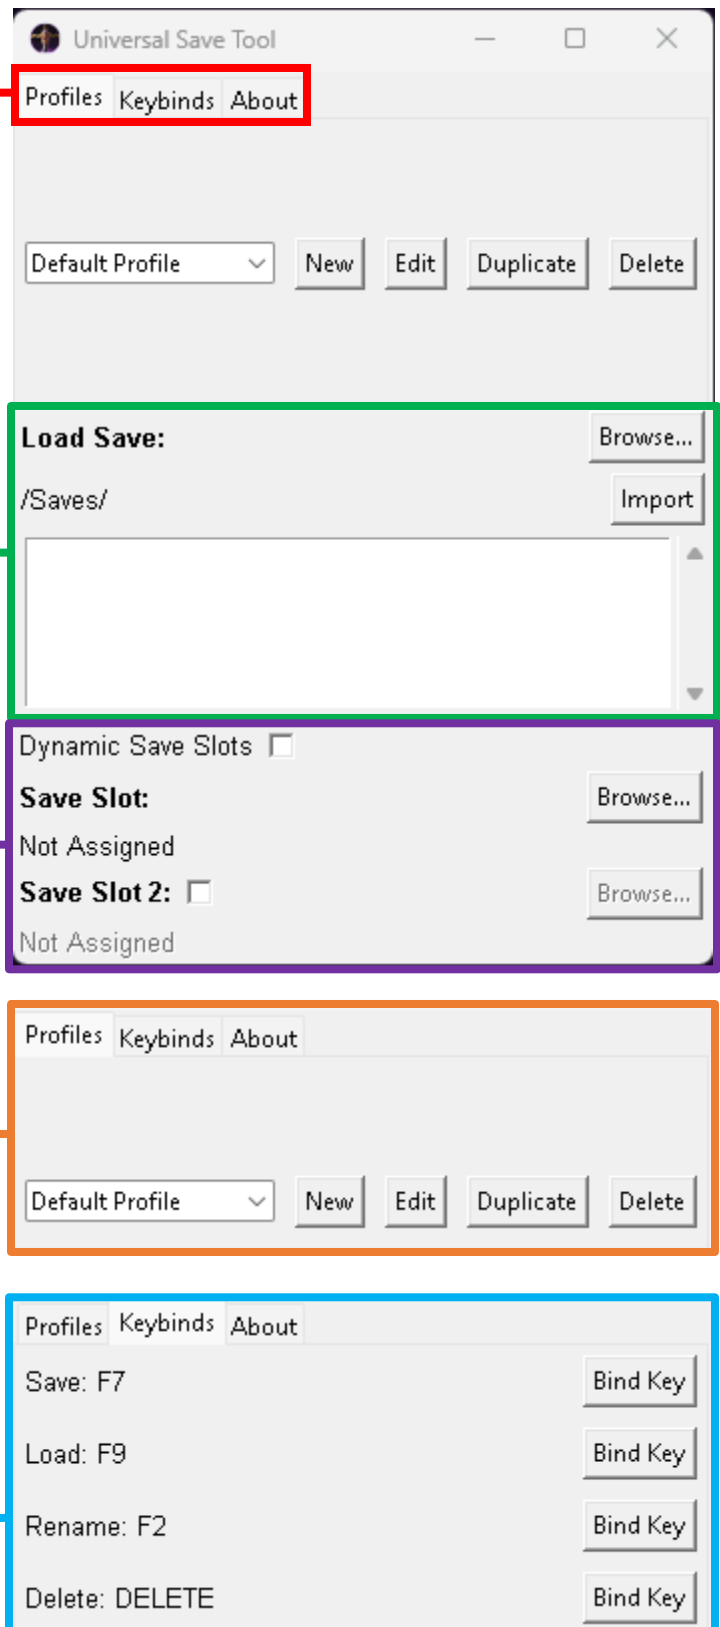 Universal Save Tool
Profiles Keybinds About
Default Profile New Edit Duplicate Delete
Load Save: Browse...
/Saves/ Import
Dynamic Save Slots
Save Slot: Browse...
Not Assigned
Save Slot 2: Browse...
Not Assigned
Profiles Keybinds About
Default Profile New Edit Duplicate Delete
Profiles Keybinds About
Save: F7 Bind Key
Load: F9 Bind Key
Rename: F2 Bind Key
Delete: DELETE Bind Key